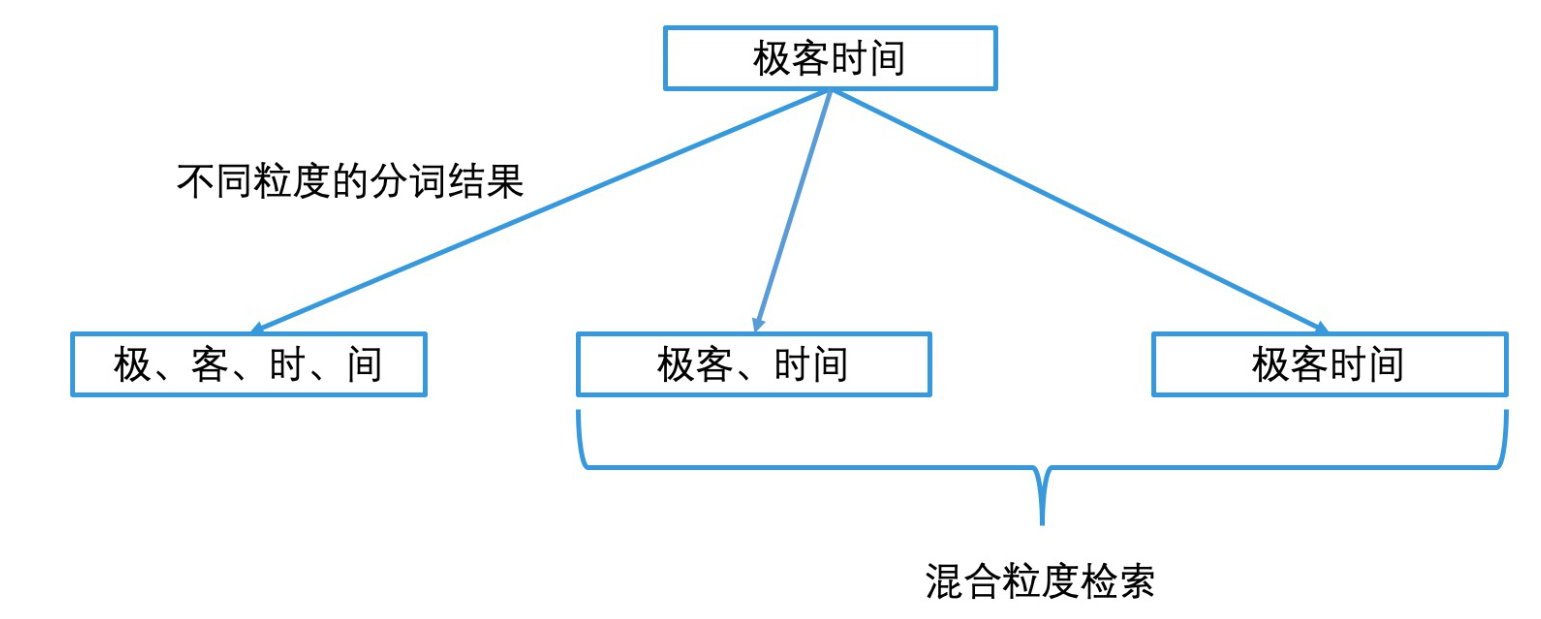 极客时间
不同粒度的分词结果
极、客、时、间
极客、时间
极客时间
混合粒度检索